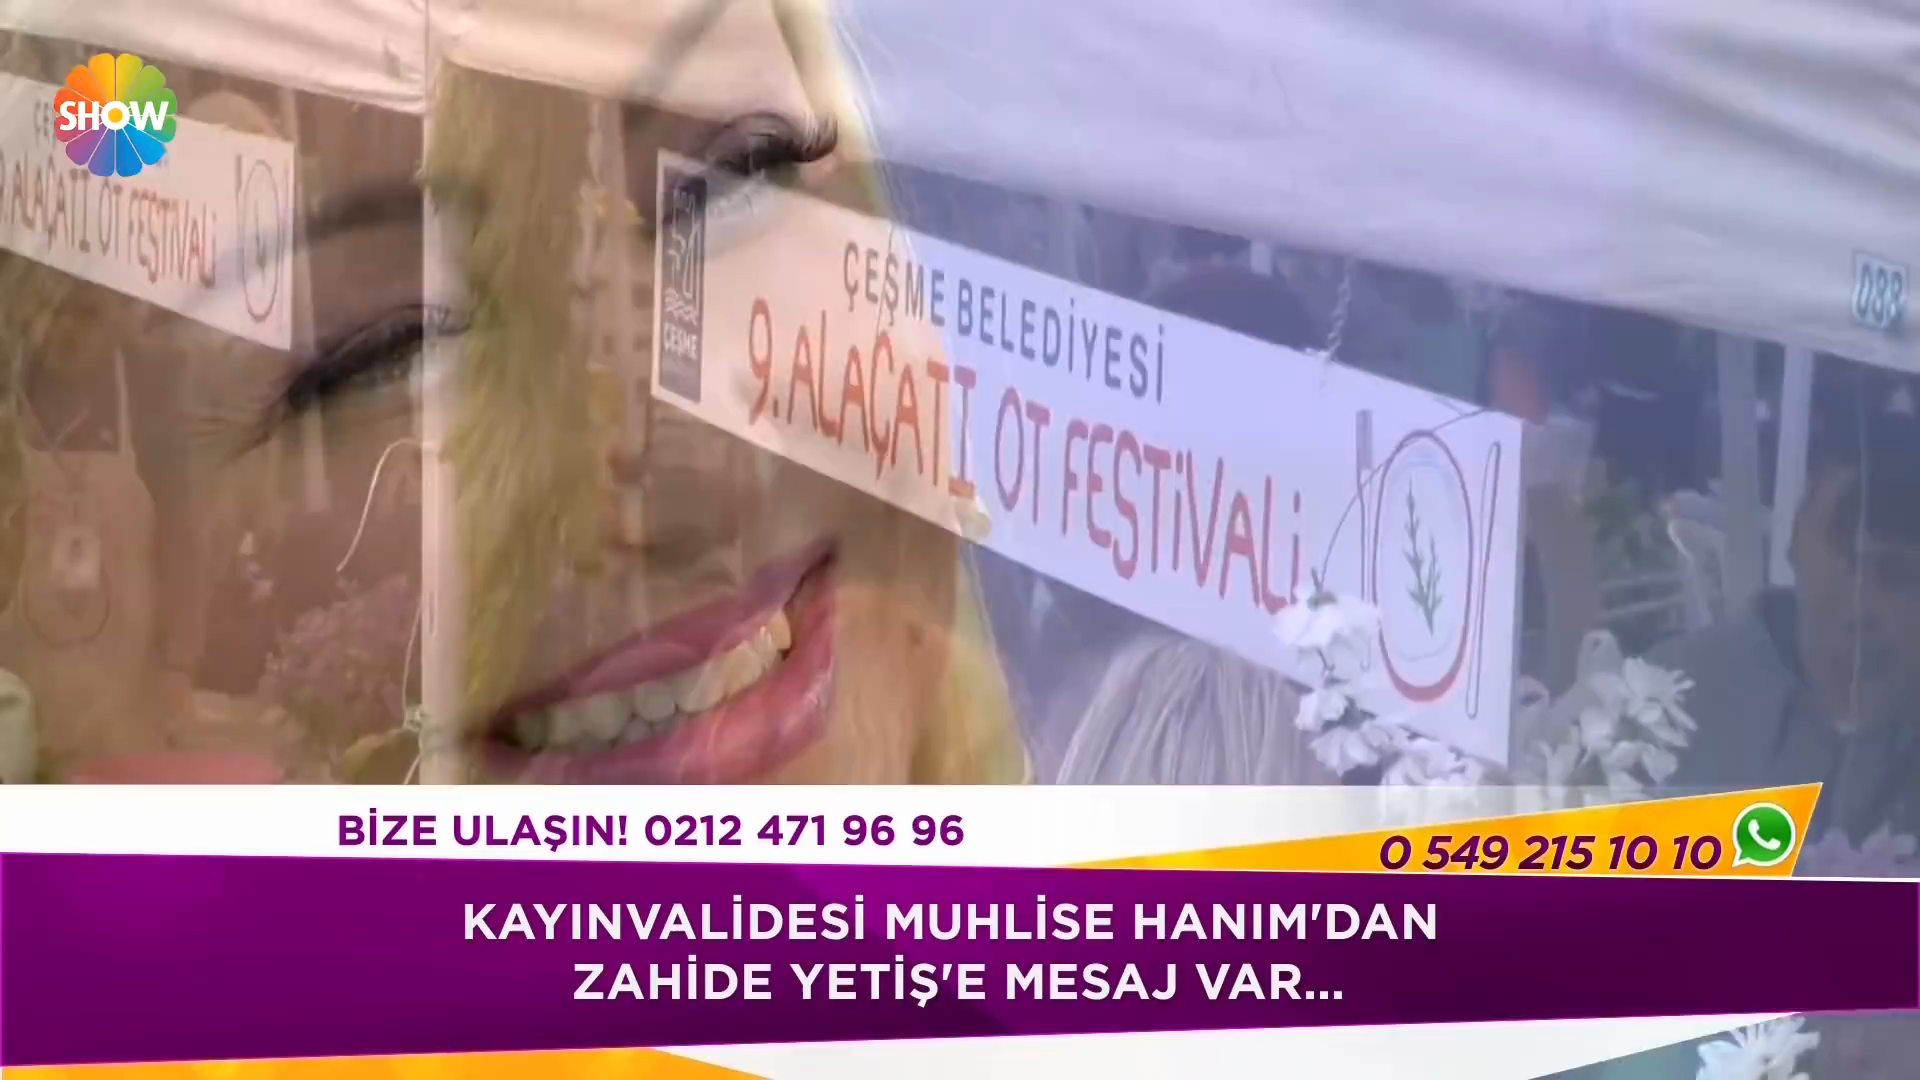 SHOW
9. ALAÇATI OT FESTİVALİ
ÇEŞME
ÇEŞME BELEDİYESİ
9. ALAÇATI OT FESTİVALİ
088
BİZE ULAŞIN! 0212 471 96 96
0 549 215 10 10
KAYINVALİDESİ MUHLİSE HANIM'DAN
ZAHİDE YETİŞ'E MESAJ VAR...